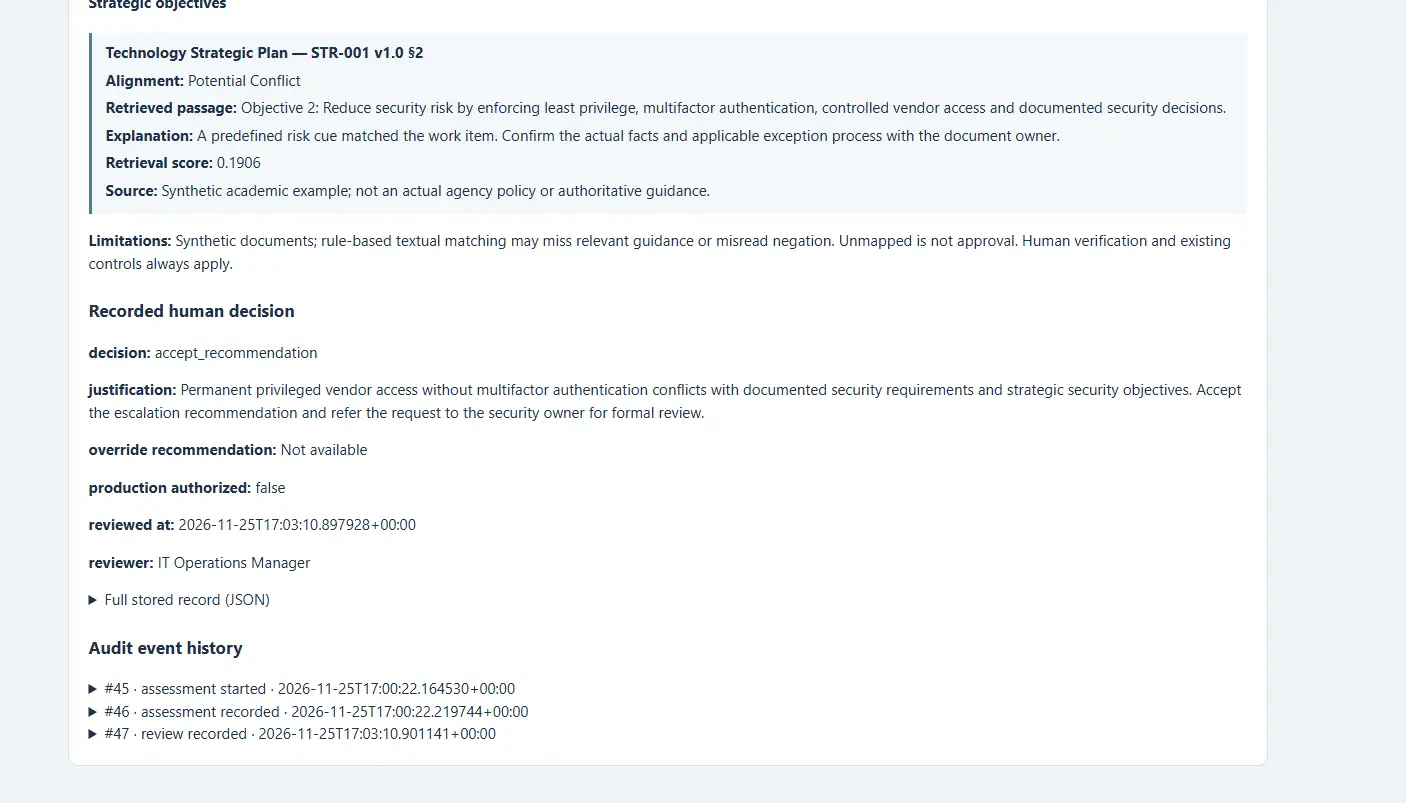 Strategic objectives
Technology Strategic Plan — STR-001 v1.0 §2
Alignment: Potential Conflict
Retrieved passage: Objective 2: Reduce security risk by enforcing least privilege, multifactor authentication, controlled vendor access and documented security decisions.
Explanation: A predefined risk cue matched the work item. Confirm the actual facts and applicable exception process with the document owner.
Retrieval score: 0.1906
Source: Synthetic academic example; not an actual agency policy or authoritative guidance.
Limitations: Synthetic documents; rule-based textual matching may miss relevant guidance or misread negation. Unmapped is not approval. Human verification and existing
controls always apply.
Recorded human decision
decision: accept_recommendation
justification: Permanent privileged vendor access without multifactor authentication conflicts with documented security requirements and strategic security objectives. Accept
the escalation recommendation and refer the request to the security owner for formal review.
override recommendation: Not available
production authorized: false
reviewed at: 2026-11-25T17:03:10.897928+00:00
reviewer: IT Operations Manager
▶ Full stored record (JSON)
Audit event history
▶ #45 · assessment started · 2026-11-25T17:00:22.164530+00:00
▶ #46 · assessment recorded · 2026-11-25T17:00:22.219744+00:00
▶ #47 · review recorded · 2026-11-25T17:03:10.901141+00:00